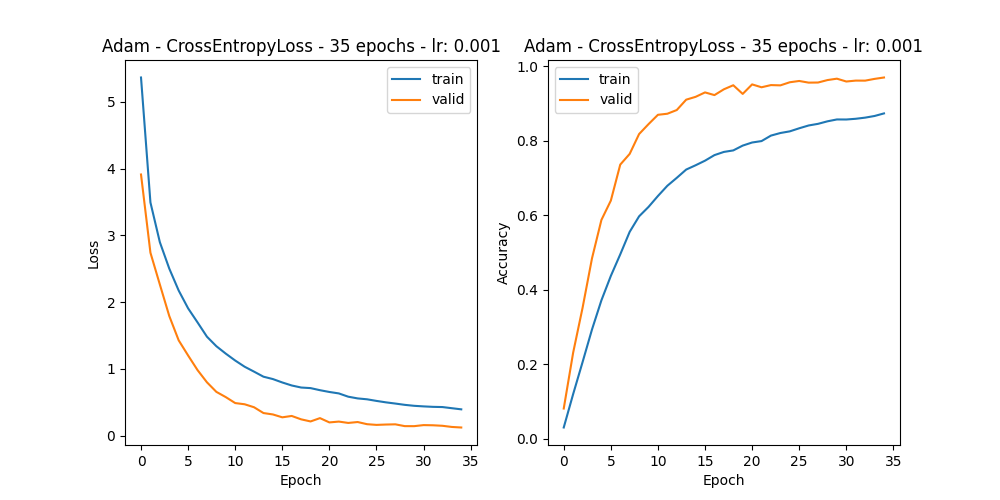 Adam - CrossEntropyLoss - 35 epochs - lr: 0.001
train
valid
5
4
3
2
1
0
Loss
0 5 10 15 20 25 30 35
Epoch
Adam - CrossEntropyLoss - 35 epochs - lr: 0.001
train
valid
1.0
0.8
0.6
0.4
0.2
0.0
Accuracy
0 5 10 15 20 25 30 35
Epoch